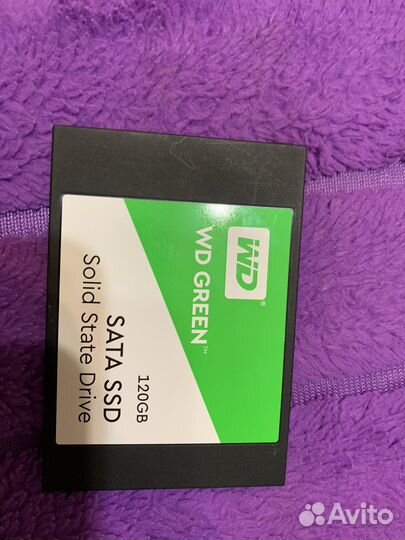 WD®
WD GREEN™
120GB
SATA SSD
Solid State Drive
Avito